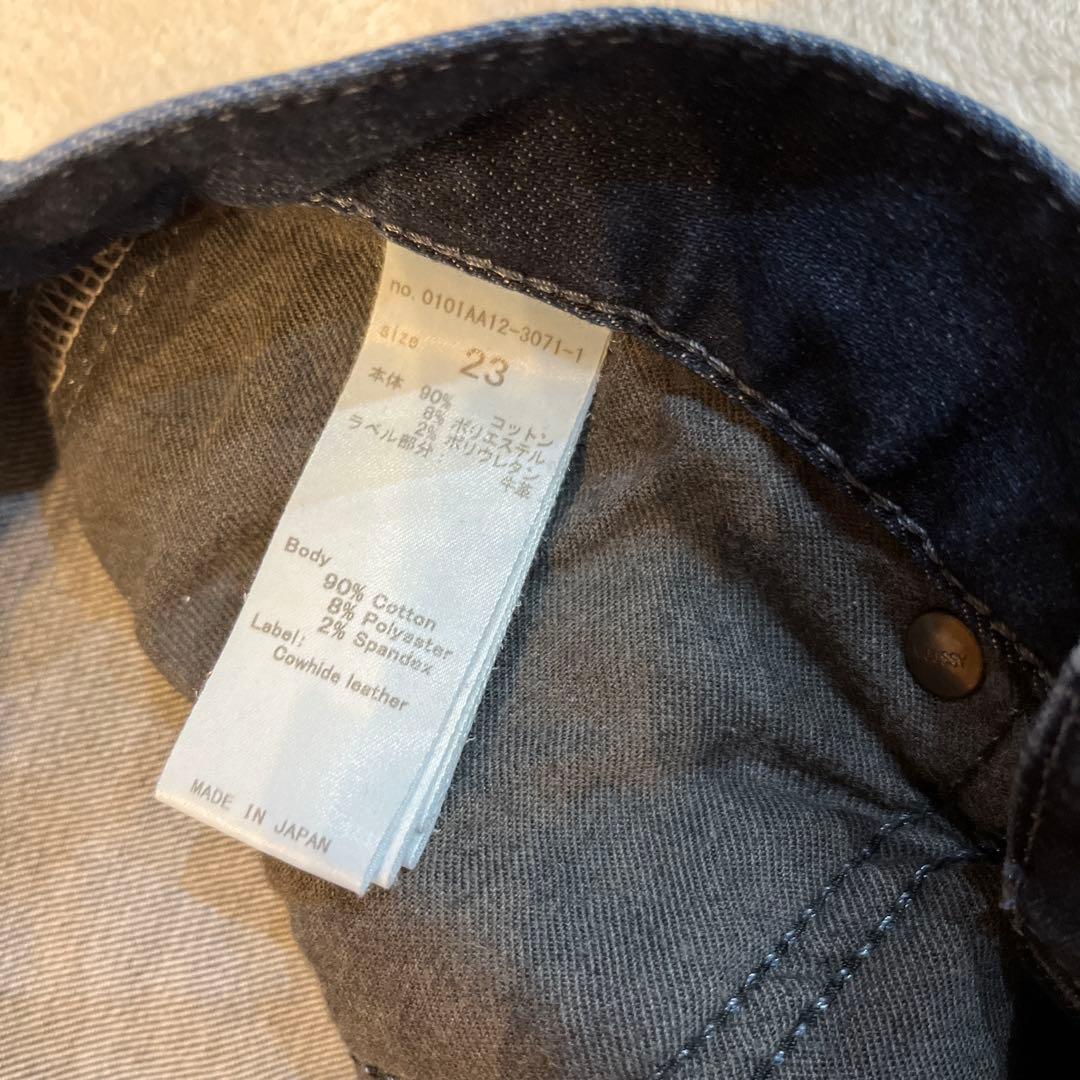 no. 0101AA12-3071-1
size 23
本体 90% コットン
8% ポリエステル
2% ポリウレタン
ラベル部分 牛革
Body
90% Cotton
8% Polyester
2% Spandex
Label:
Cowhide leather
MADE IN JAPAN